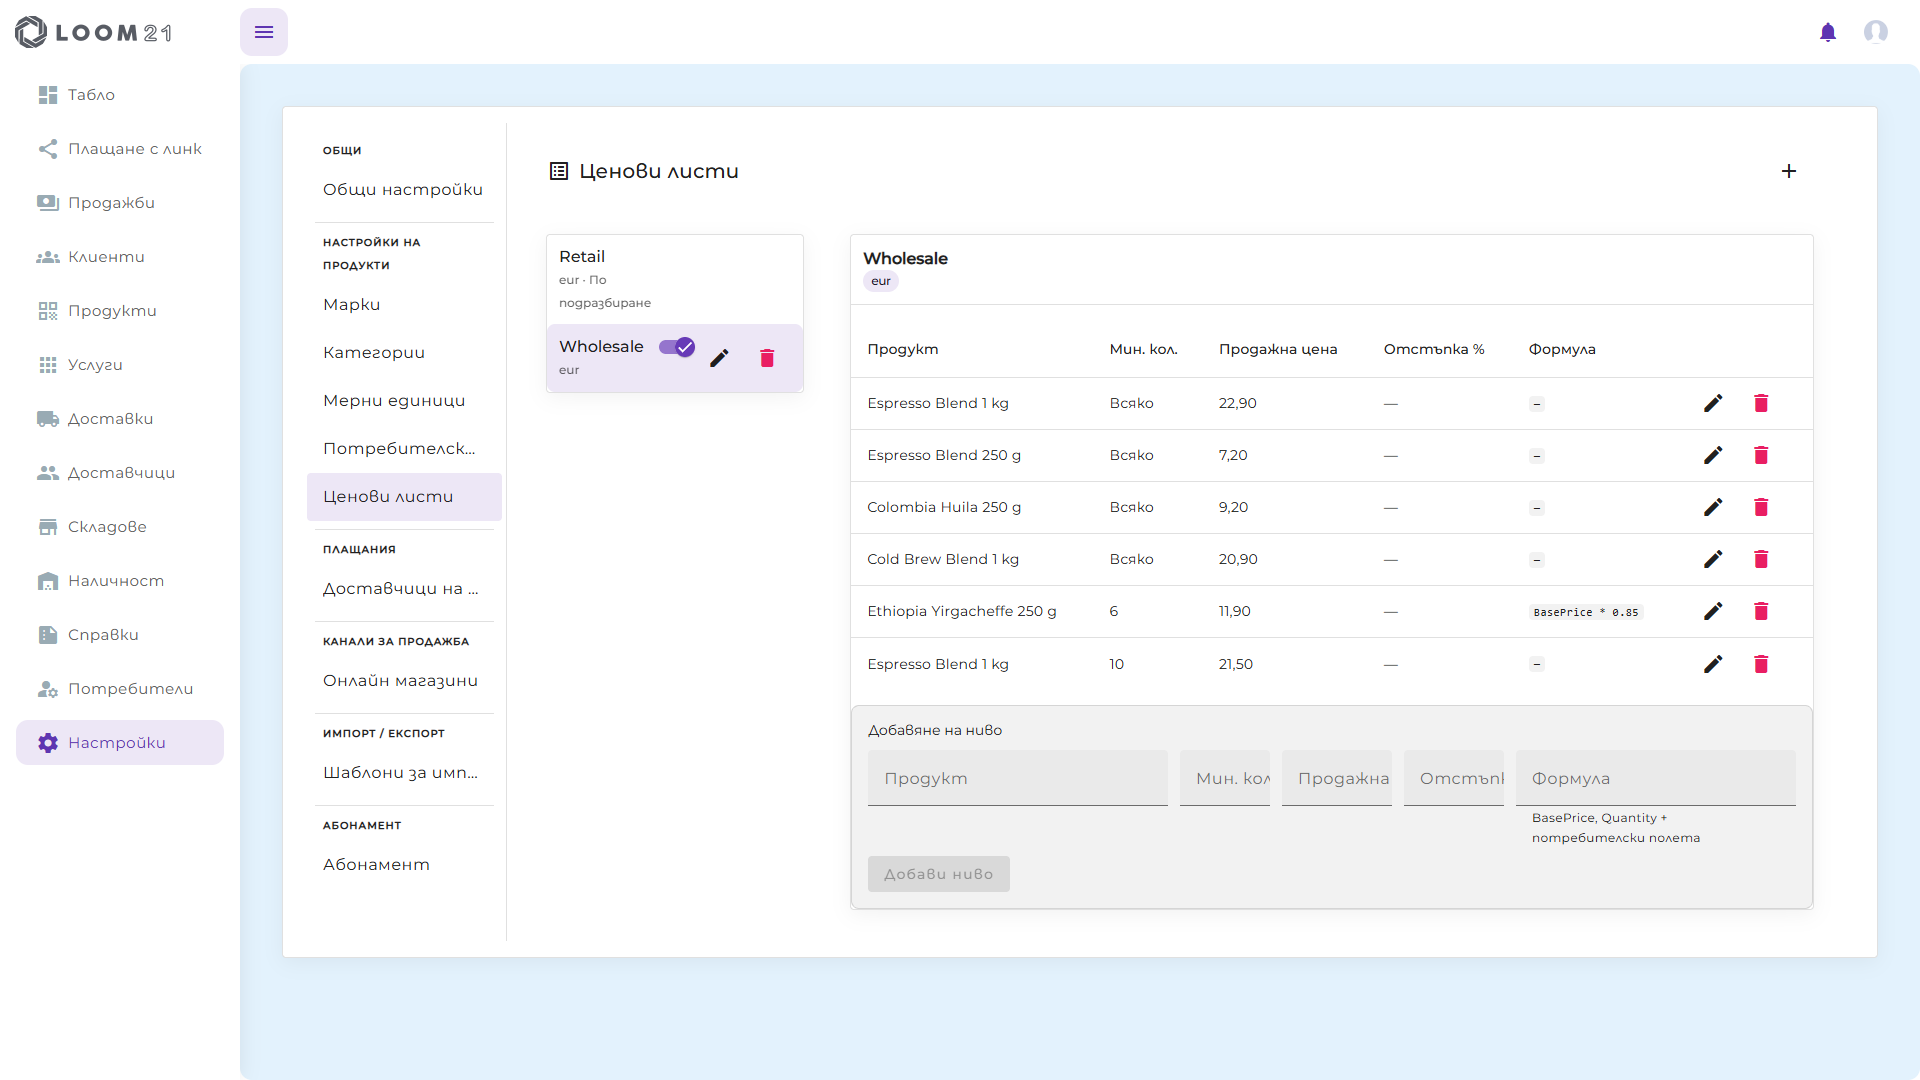 LOOM21
Табло
Плащане с линк
Продажби
Клиенти
Продукти
Услуги
Доставки
Доставчици
Складове
Наличност
Справки
Потребители
Настройки
ОБЩИ
Общи настройки
НАСТРОЙКИ НА
ПРОДУКТИ
Марки
Категории
Мерни единици
Потребителск...
Ценови листи
ПЛАЩАНИЯ
Доставчици на ...
КАНАЛИ ЗА ПРОДАЖБА
Онлайн магазини
ИМПОРТ / ЕКСПОРТ
Шаблони за имп...
АБОНАМЕНТ
Абонамент
Ценови листи
Retail
eur · По
подразбиране
Wholesale
eur
Wholesale
eur
Продукт Мин. кол. Продажна цена Отстъпка % Формула
Espresso Blend 1 kg Всяко 22,90 — –
Espresso Blend 250 g Всяко 7,20 — –
Colombia Huila 250 g Всяко 9,20 — –
Cold Brew Blend 1 kg Всяко 20,90 — –
Ethiopia Yirgacheffe 250 g 6 11,90 — BasePrice * 0.85
Espresso Blend 1 kg 10 21,50 — –
Добавяне на ниво
Продукт Мин. кол Продажна Отстъпк Формула
BasePrice, Quantity +
потребителски полета
Добави ниво